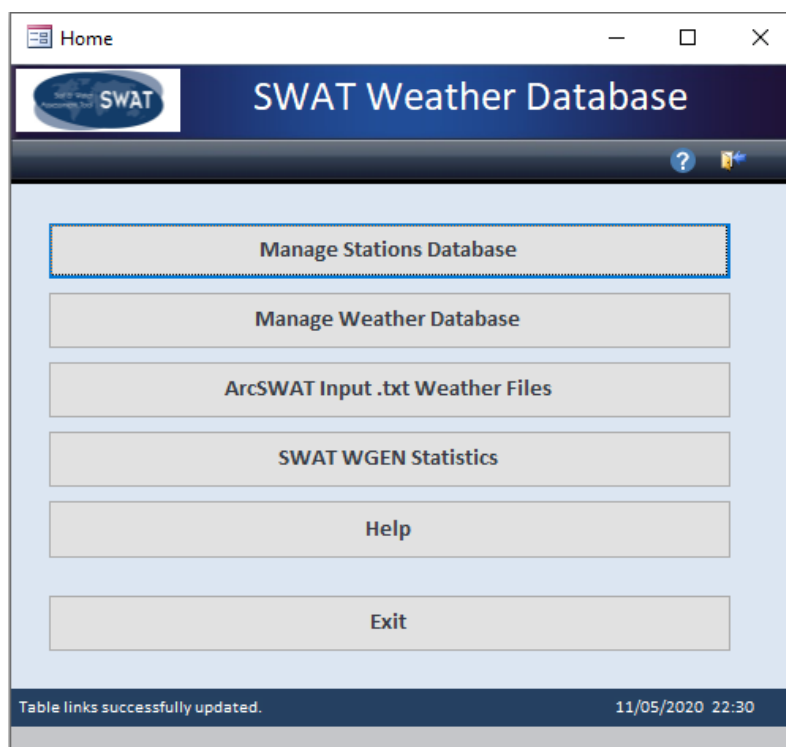 Home
SWAT
SWAT Weather Database
?
Manage Stations Database
Manage Weather Database
ArcSWAT Input .txt Weather Files
SWAT WGEN Statistics
Help
Exit
Table links successfully updated. 11/05/2020 22:30